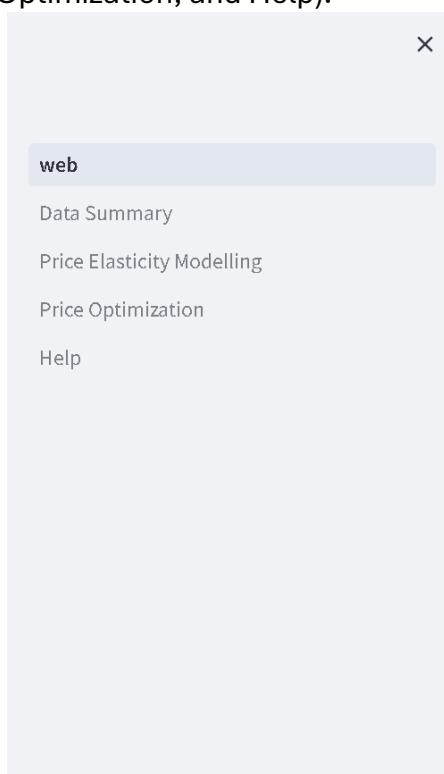 Optimization, and Help).
×
web
Data Summary
Price Elasticity Modelling
Price Optimization
Help